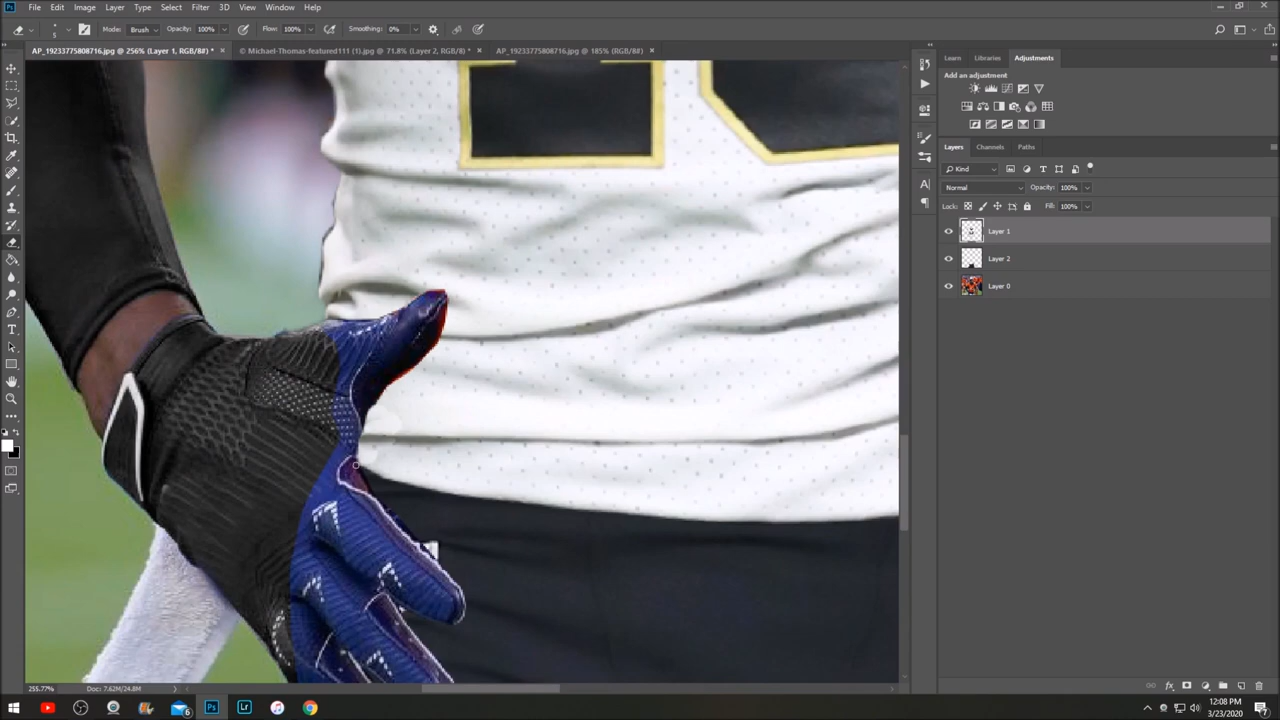 Ps File Edit Image Layer Type Select Filter 3D View Window Help
5 Mode: Brush Opacity: 100% Flow: 100% Smoothing: 0%
AP_19233775808716.jpg @ 256% (Layer 1, RGB/8#) * × © Michael-Thomas-featured111 (1).jpg @ 71.8% (Layer 2, RGB/8) * × AP_19233775808716.jpg @ 185% (RGB/8#) ×
Learn Libraries Adjustments
Add an adjustment
Layers Channels Paths
Kind
Normal Opacity: 100%
Lock: Fill: 100%
Layer 1
Layer 2
Layer 0
255.77% Doc: 7.62M/24.8M
12:08 PM
3/23/2020